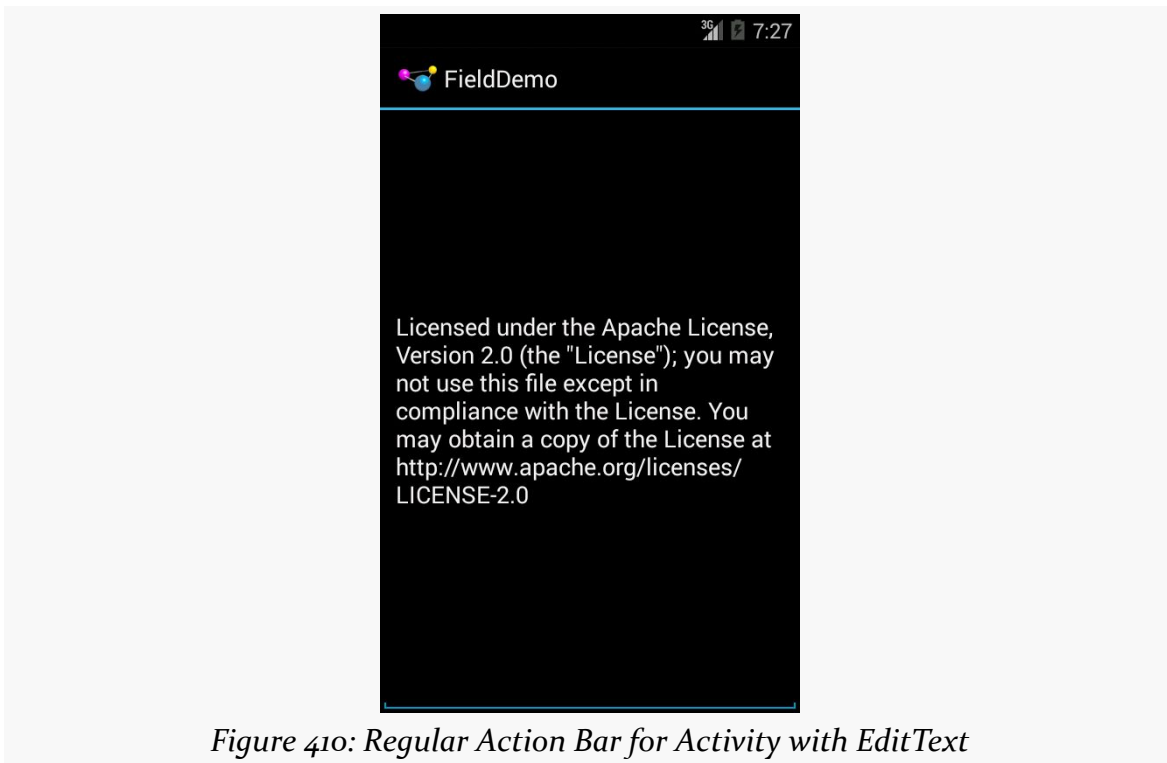 3G 7:27
FieldDemo
Licensed under the Apache License,
Version 2.0 (the "License"); you may
not use this file except in
compliance with the License. You
may obtain a copy of the License at
http://www.apache.org/licenses/
LICENSE-2.0
Figure 410: Regular Action Bar for Activity with EditText